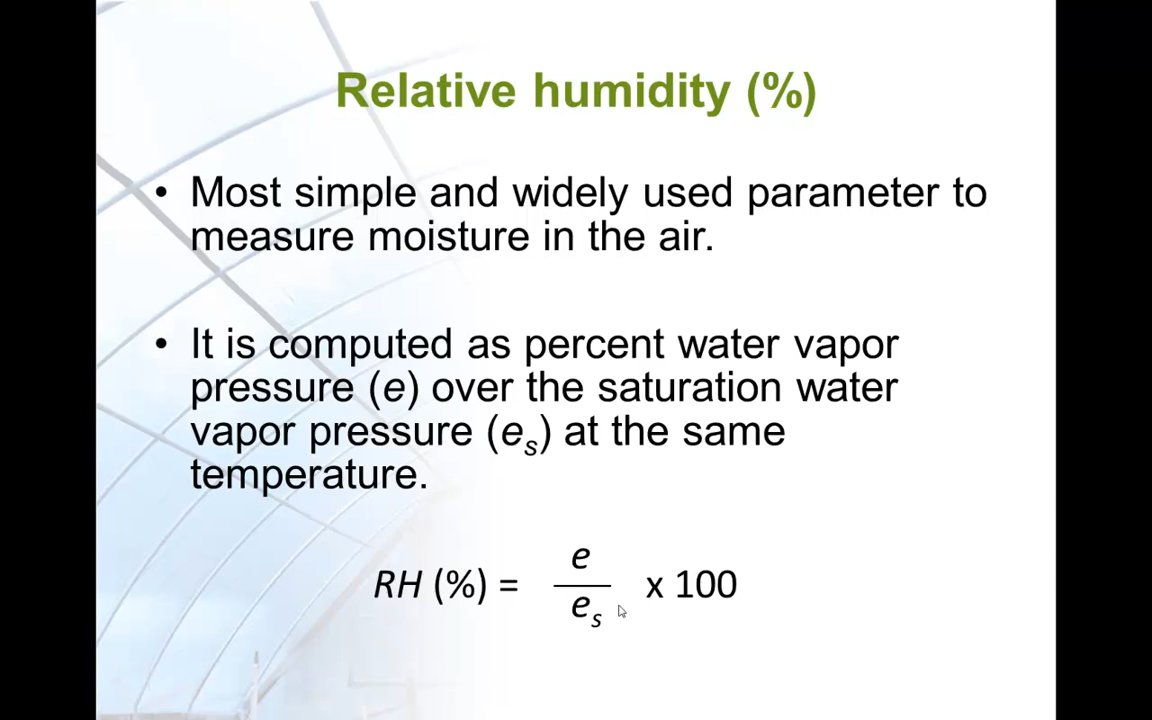 Relative humidity (%)
• Most simple and widely used parameter to
measure moisture in the air.
• It is computed as percent water vapor
pressure (e) over the saturation water
vapor pressure (eₛ) at the same
temperature.
RH (%) = e / eₛ x 100